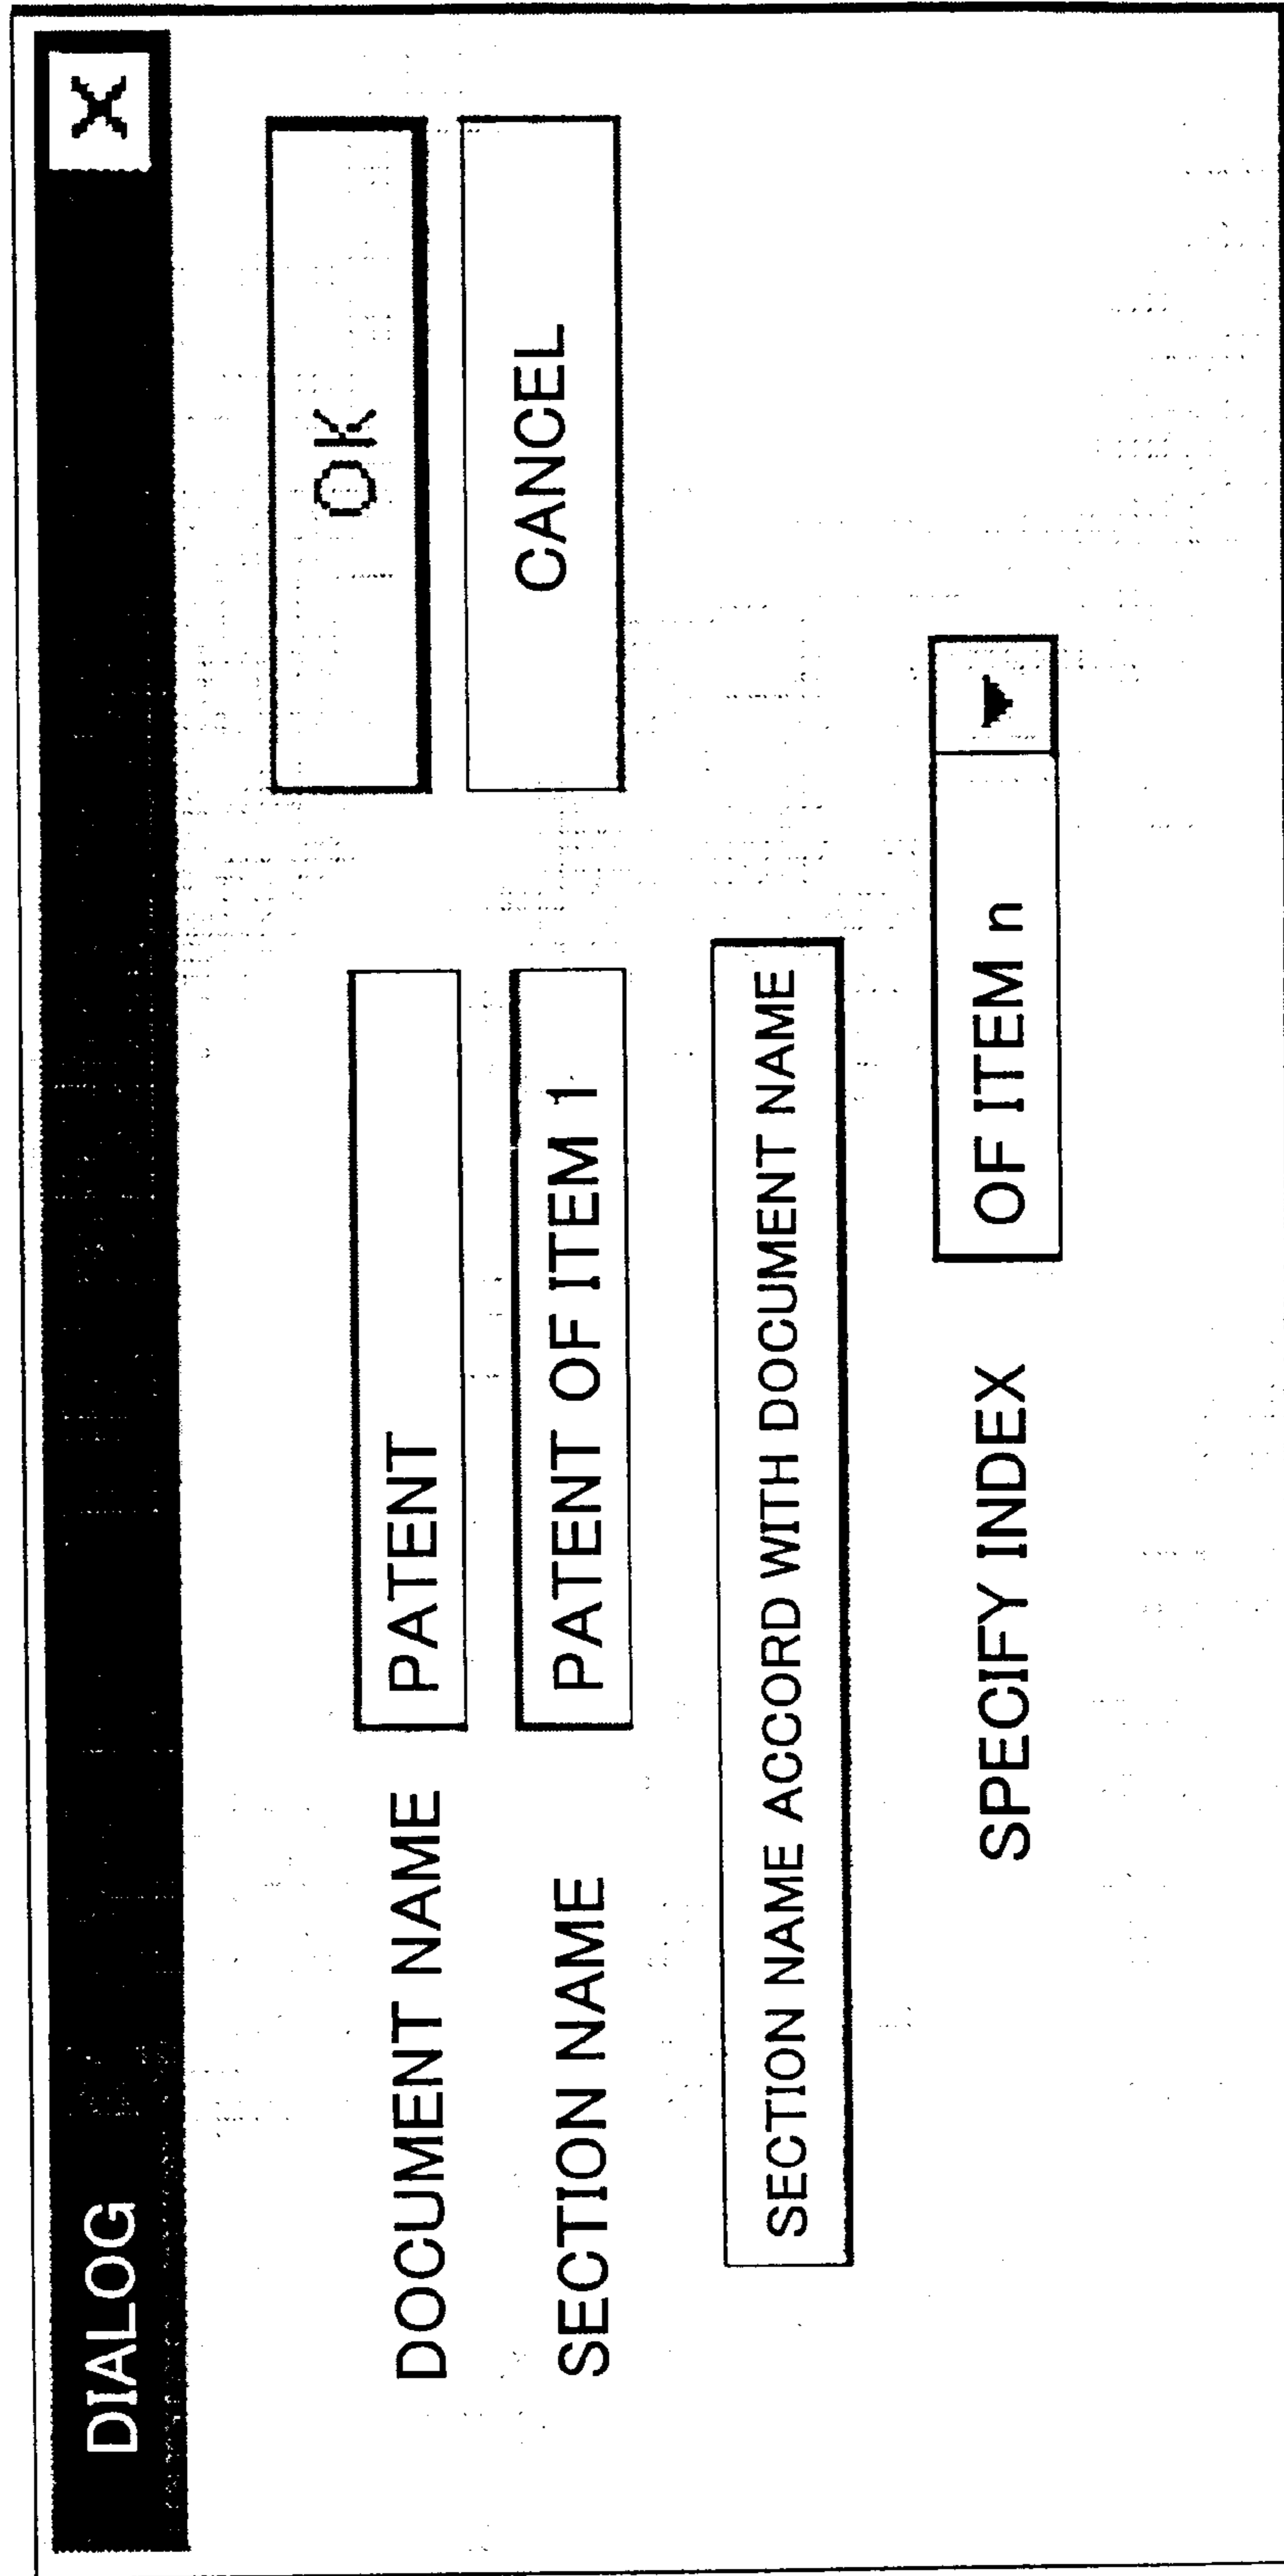 DIALOG X
DOCUMENT NAME PATENT OK
SECTION NAME PATENT OF ITEM 1 CANCEL
SECTION NAME ACCORD WITH DOCUMENT NAME
SPECIFY INDEX OF ITEM n